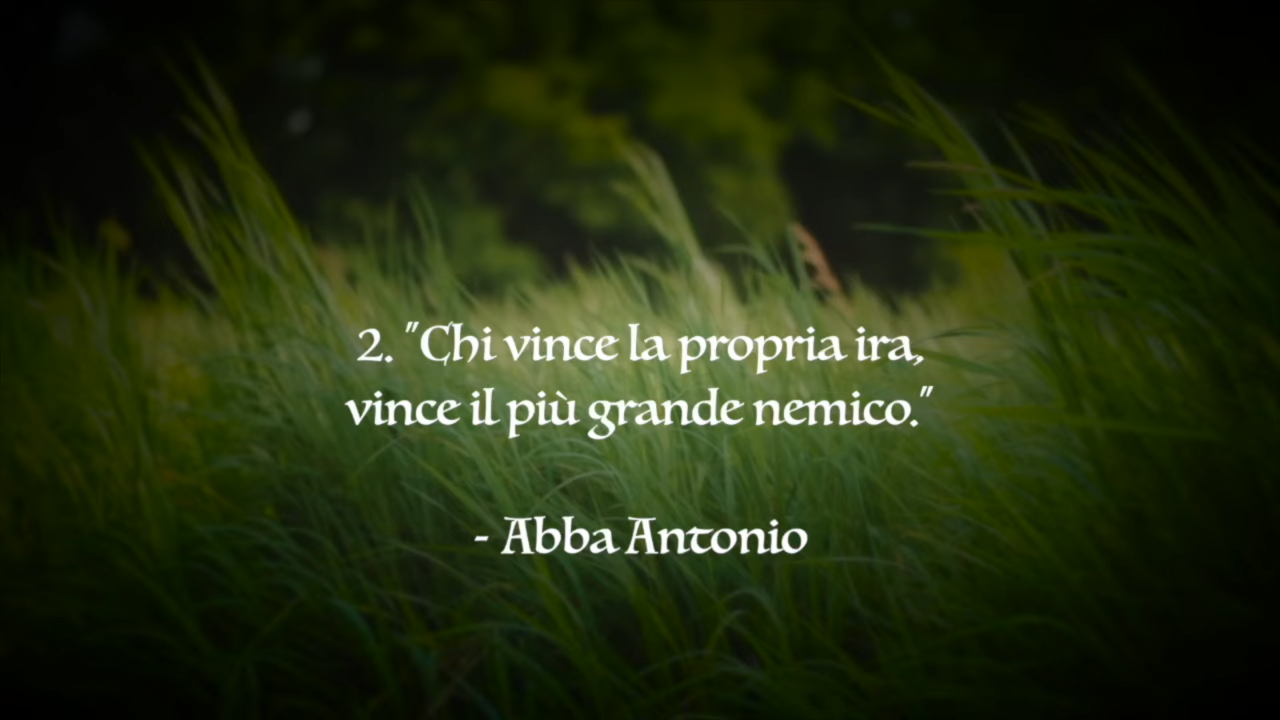 2. "Chi vince la propria ira,
vince il più grande nemico."
- Abba Antonio